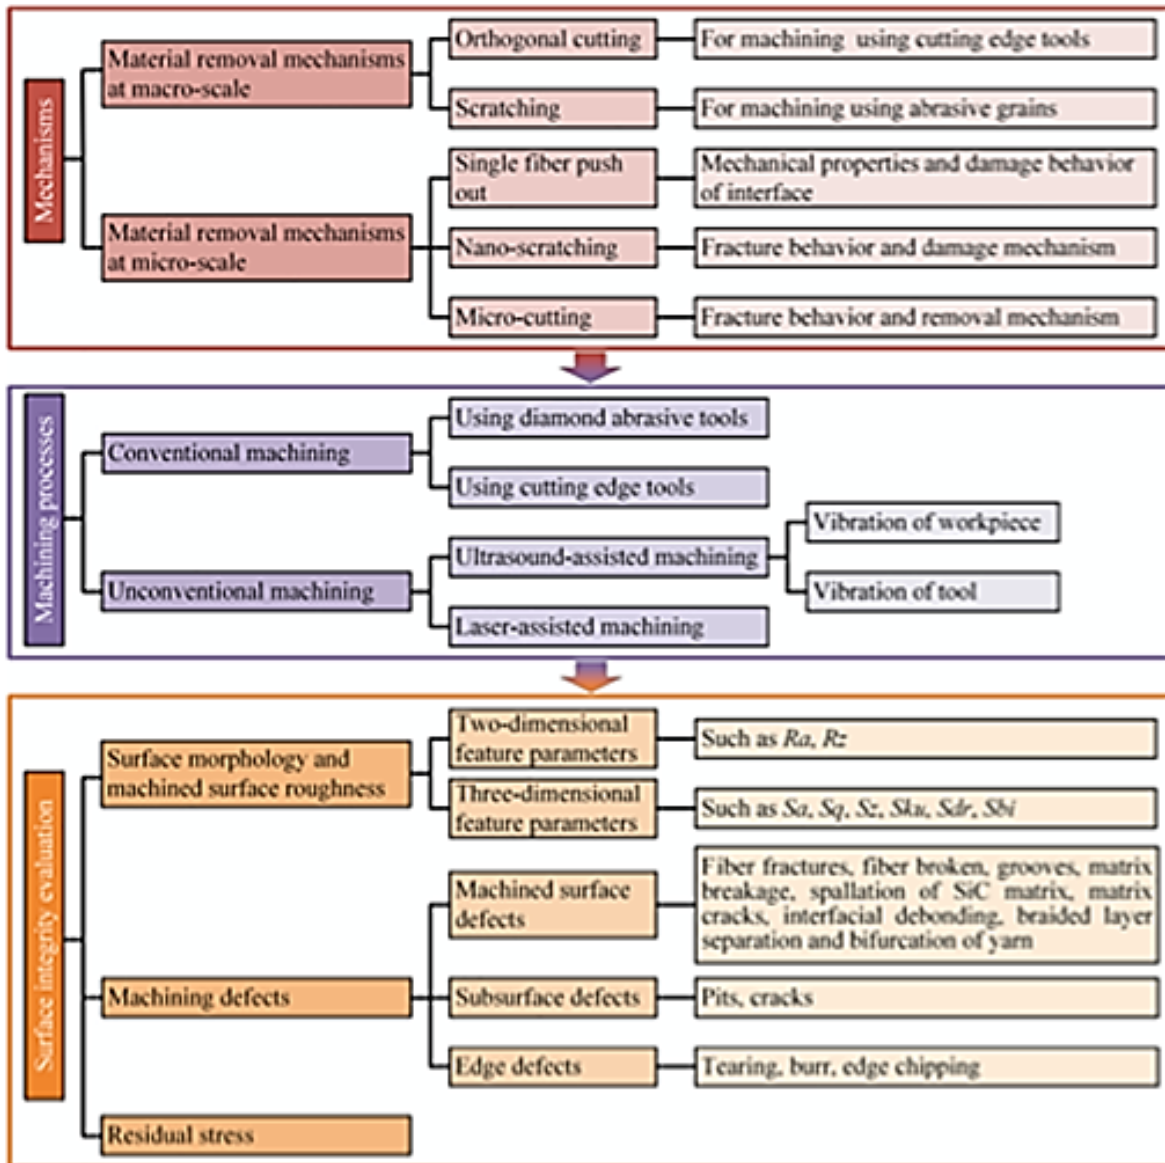 Mechanisms
Material removal mechanisms
at macro-scale
Orthogonal cutting
For machining using cutting edge tools
Scratching
For machining using abrasive grains
Material removal mechanisms
at micro-scale
Single fiber push
out
Mechanical properties and damage behavior
of interface
Nano-scratching
Fracture behavior and damage mechanism
Micro-cutting
Fracture behavior and removal mechanism
Machining processes
Conventional machining
Using diamond abrasive tools
Using cutting edge tools
Unconventional machining
Ultrasound-assisted machining
Vibration of workpiece
Vibration of tool
Laser-assisted machining
Surface integrity evaluation
Surface morphology and
machined surface roughness
Two-dimensional
feature parameters
Such as Ra, Rz
Three-dimensional
feature parameters
Such as Sa, Sq, Sz, Sku, Sdr, Sbi
Machining defects
Machined surface
defects
Fiber fractures, fiber broken, grooves, matrix
breakage, spallation of SiC matrix, matrix
cracks, interfacial debonding, braided layer
separation and bifurcation of yarn
Subsurface defects
Pits, cracks
Edge defects
Tearing, burr, edge chipping
Residual stress